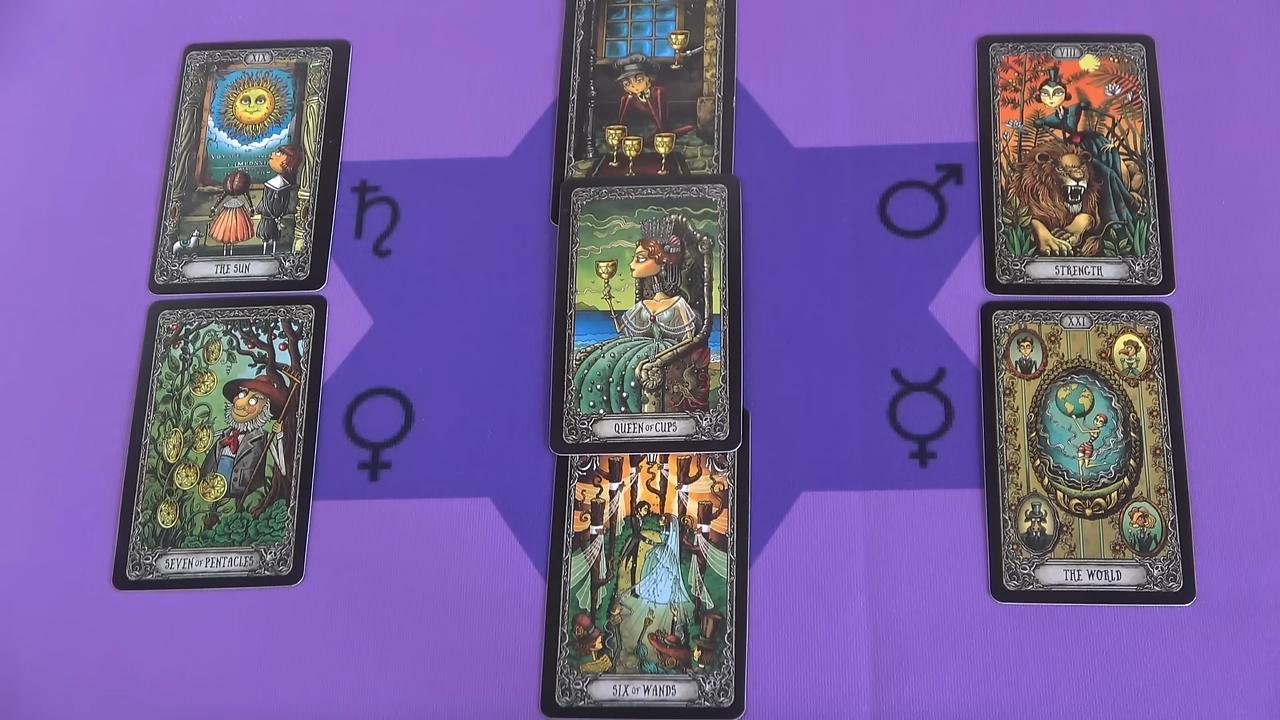 XIX
THE SUN
VIII
STRENGTH
QUEEN OF CUPS
SEVEN OF PENTACLES
XXI
THE WORLD
SIX OF WANDS